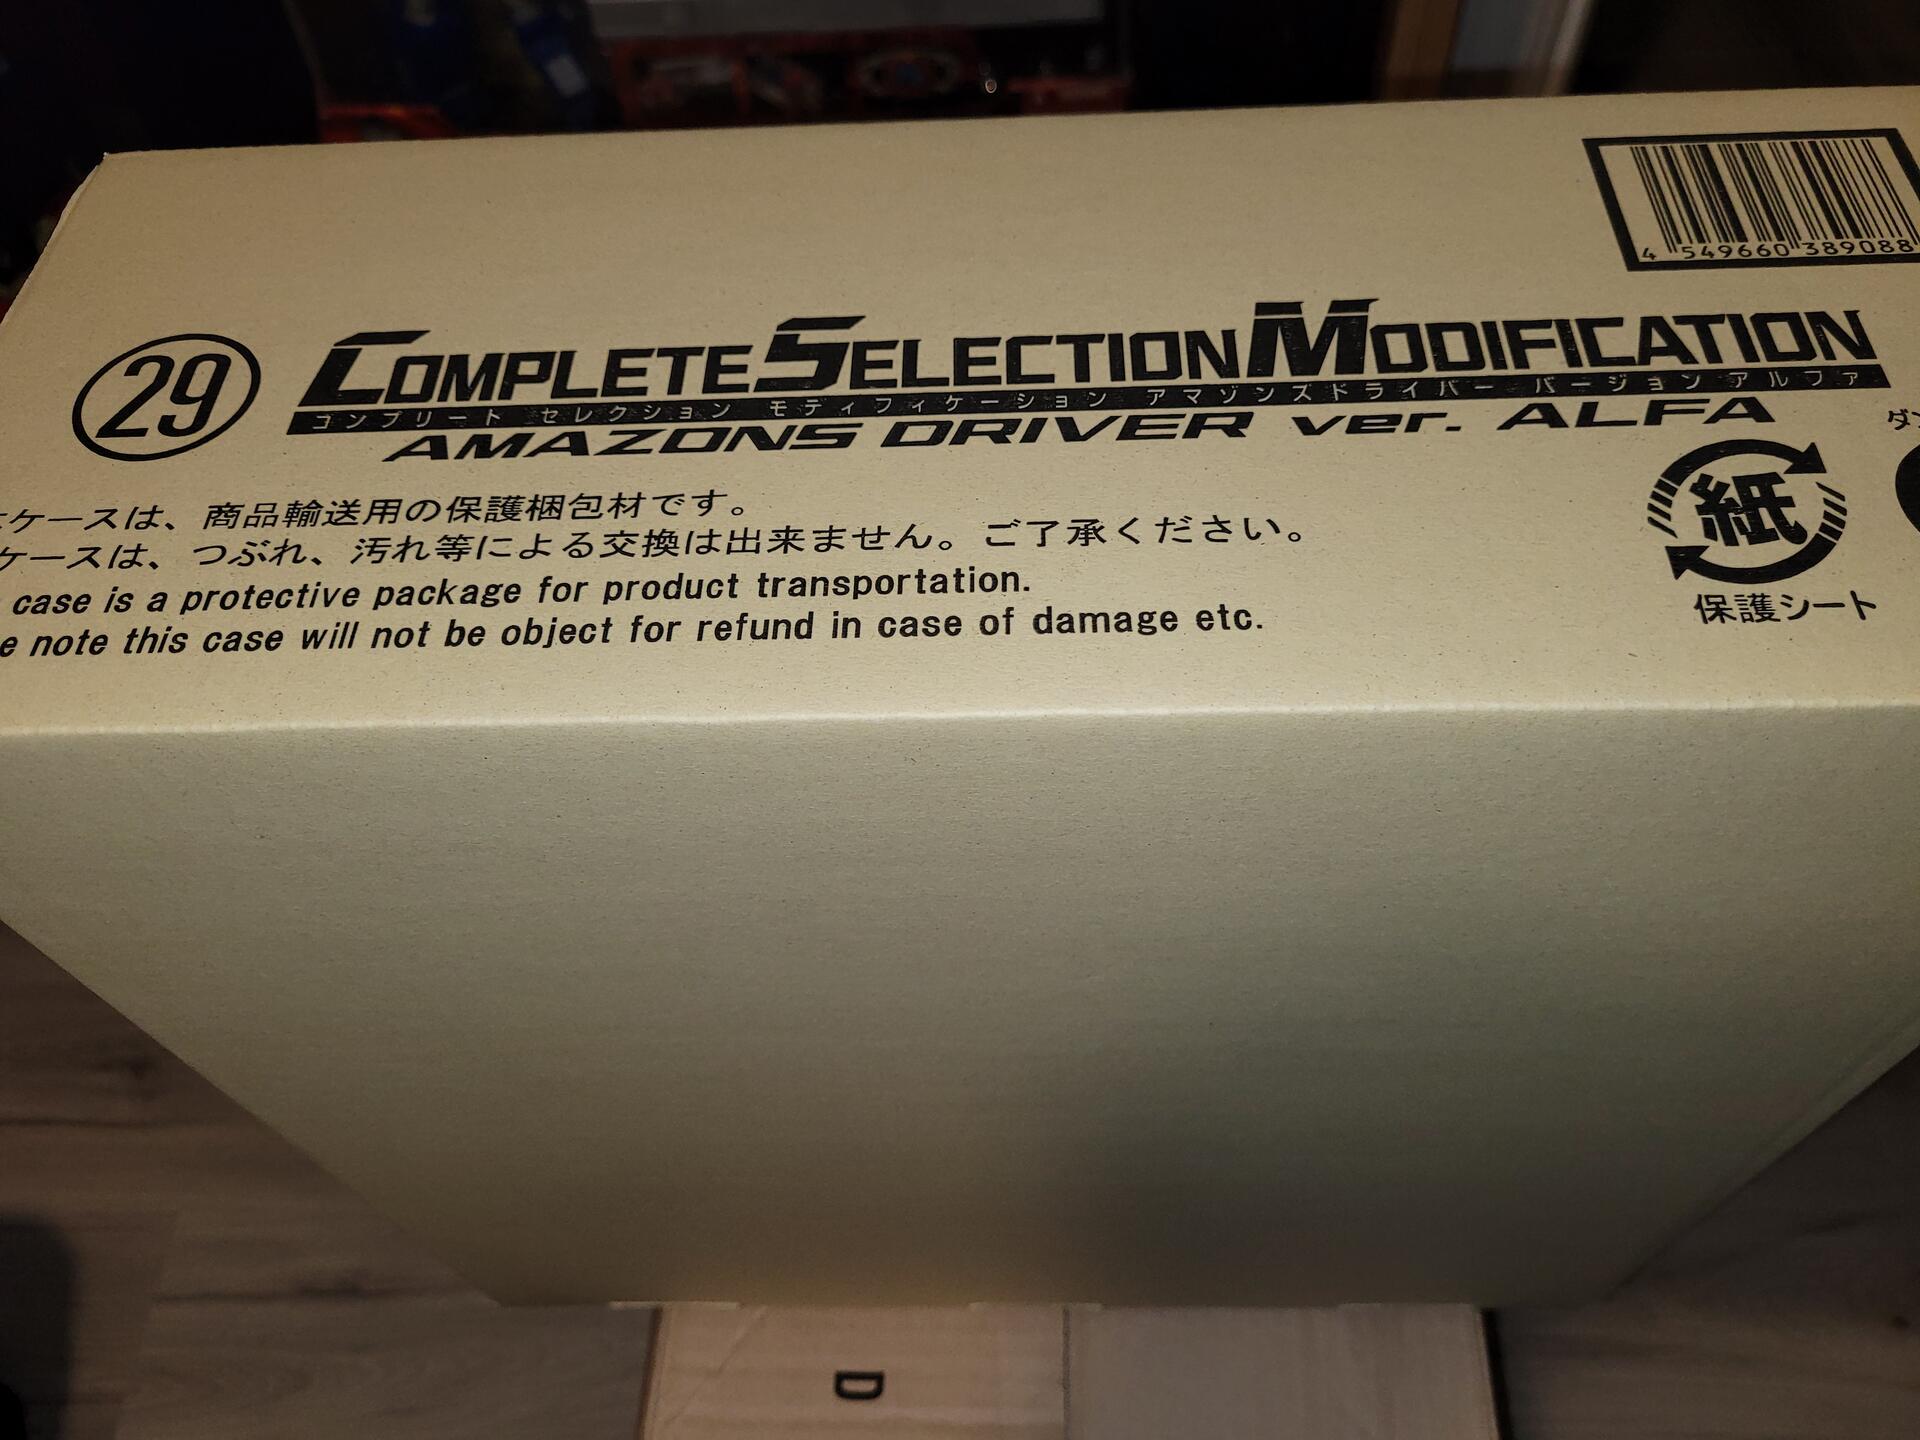 4 549660 389088
29 COMPLETE SELECTION MODIFICATION
コンプリート セレクション モディフィケーション アマゾンズドライバー バージョン アルファ
AMAZONS DRIVER ver. ALFA
ケースは、商品輸送用の保護梱包材です。
ケースは、つぶれ、汚れ等による交換は出来ません。ご了承ください。
case is a protective package for product transportation.
note this case will not be object for refund in case of damage etc.
紙
保護シート
D